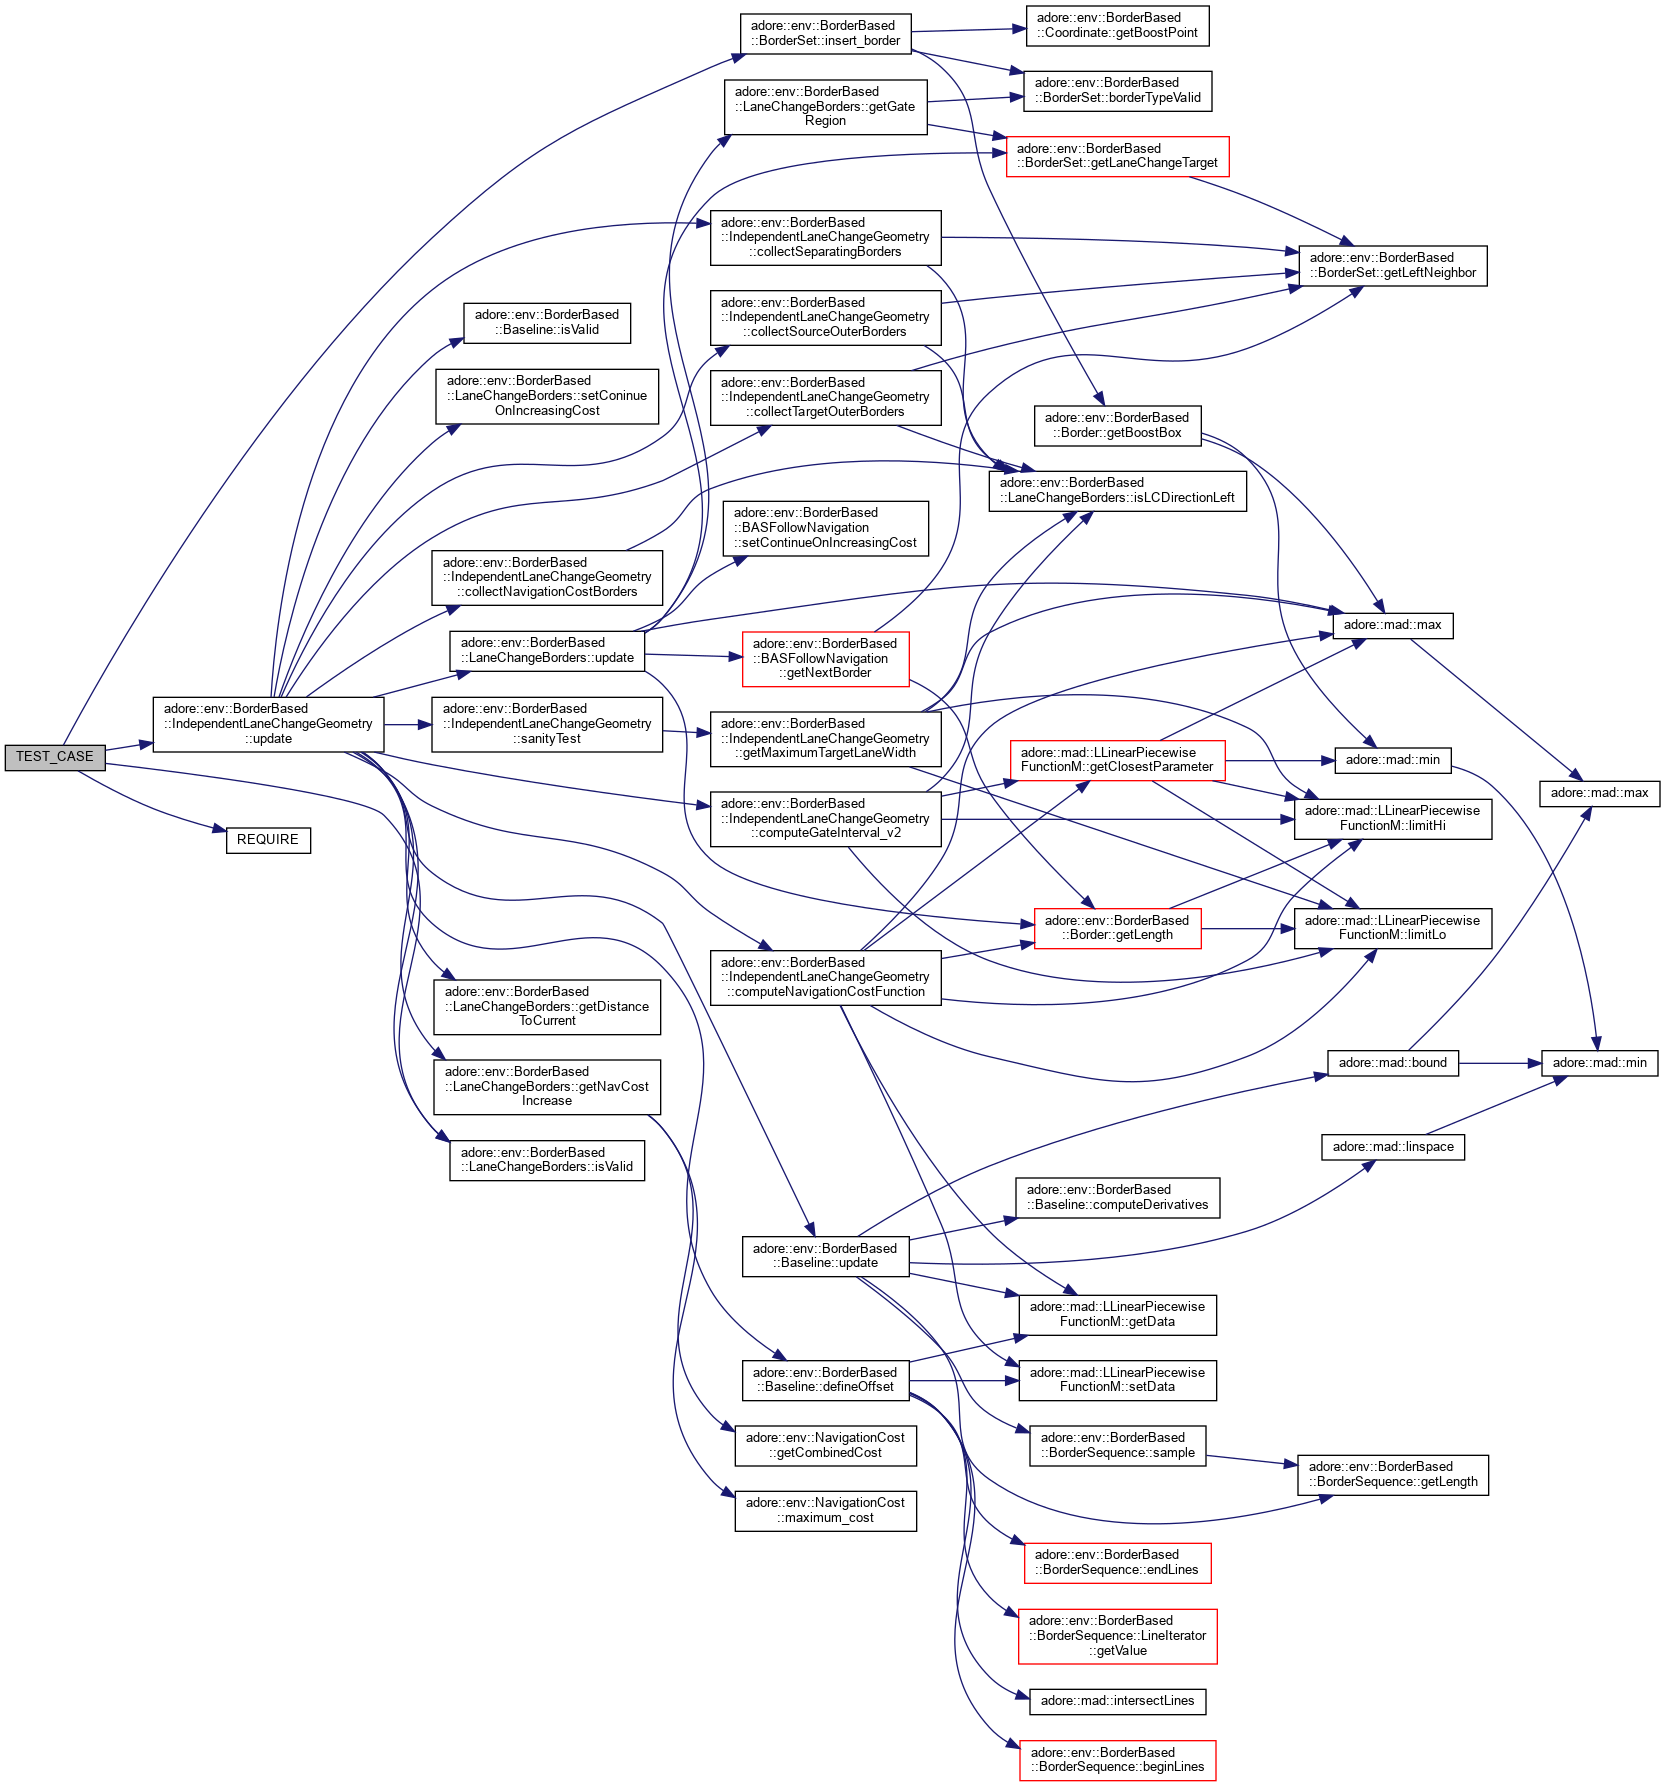 TEST_CASE
adore::env::BorderBased
::IndependentLaneChangeGeometry
::update
REQUIRE
adore::env::BorderBased
::Baseline::isValid
adore::env::BorderBased
::LaneChangeBorders::setConinue
OnIncreasingCost
adore::env::BorderBased
::IndependentLaneChangeGeometry
::collectNavigationCostBorders
adore::env::BorderBased
::LaneChangeBorders::update
adore::env::BorderBased
::IndependentLaneChangeGeometry
::sanityTest
adore::env::BorderBased
::LaneChangeBorders::getDistance
ToCurrent
adore::env::BorderBased
::LaneChangeBorders::getNavCost
Increase
adore::env::BorderBased
::LaneChangeBorders::isValid
adore::env::BorderBased
::BorderSet::insert_border
adore::env::BorderBased
::LaneChangeBorders::getGate
Region
adore::env::BorderBased
::IndependentLaneChangeGeometry
::collectSeparatingBorders
adore::env::BorderBased
::IndependentLaneChangeGeometry
::collectSourceOuterBorders
adore::env::BorderBased
::IndependentLaneChangeGeometry
::collectTargetOuterBorders
adore::env::BorderBased
::BASFollowNavigation
::setContinueOnIncreasingCost
adore::env::BorderBased
::BASFollowNavigation
::getNextBorder
adore::env::BorderBased
::IndependentLaneChangeGeometry
::getMaximumTargetLaneWidth
adore::env::BorderBased
::IndependentLaneChangeGeometry
::computeGateInterval_v2
adore::env::BorderBased
::IndependentLaneChangeGeometry
::computeNavigationCostFunction
adore::env::BorderBased
::Baseline::update
adore::env::BorderBased
::Baseline::defineOffset
adore::env::NavigationCost
::getCombinedCost
adore::env::NavigationCost
::maximum_cost
adore::env::BorderBased
::Coordinate::getBoostPoint
adore::env::BorderBased
::BorderSet::borderTypeValid
adore::env::BorderBased
::BorderSet::getLaneChangeTarget
adore::env::BorderBased
::Border::getBoostBox
adore::env::BorderBased
::LaneChangeBorders::isLCDirectionLeft
adore::mad::LLinearPiecewise
FunctionM::getClosestParameter
adore::env::BorderBased
::Border::getLength
adore::env::BorderBased
::Baseline::computeDerivatives
adore::mad::LLinearPiecewise
FunctionM::getData
adore::mad::LLinearPiecewise
FunctionM::setData
adore::env::BorderBased
::BorderSequence::sample
adore::env::BorderBased
::BorderSequence::endLines
adore::env::BorderBased
::BorderSequence::LineIterator
::getValue
adore::mad::intersectLines
adore::env::BorderBased
::BorderSequence::beginLines
adore::env::BorderBased
::BorderSet::getLeftNeighbor
adore::mad::max
adore::mad::min
adore::mad::LLinearPiecewise
FunctionM::limitHi
adore::mad::LLinearPiecewise
FunctionM::limitLo
adore::mad::bound
adore::mad::linspace
adore::env::BorderBased
::BorderSequence::getLength
adore::mad::max
adore::mad::min